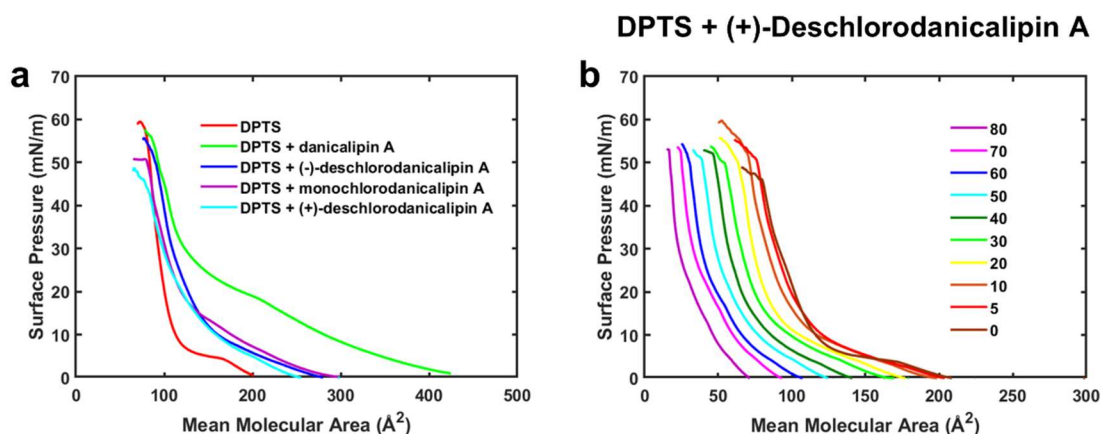 DPTS + (+)-Deschlorodanicalipin A
a
70
60
50
40
30
20
10
0
Surface Pressure (mN/m)
DPTS
DPTS + danicalipin A
DPTS + (-)-deschlorodanicalipin A
DPTS + monochlorodanicalipin A
DPTS + (+)-deschlorodanicalipin A
0 100 200 300 400 500
Mean Molecular Area (Å²)
b
70
60
50
40
30
20
10
0
Surface Pressure (mN/m)
80
70
60
50
40
30
20
10
5
0
0 50 100 150 200 250 300
Mean Molecular Area (Å²)